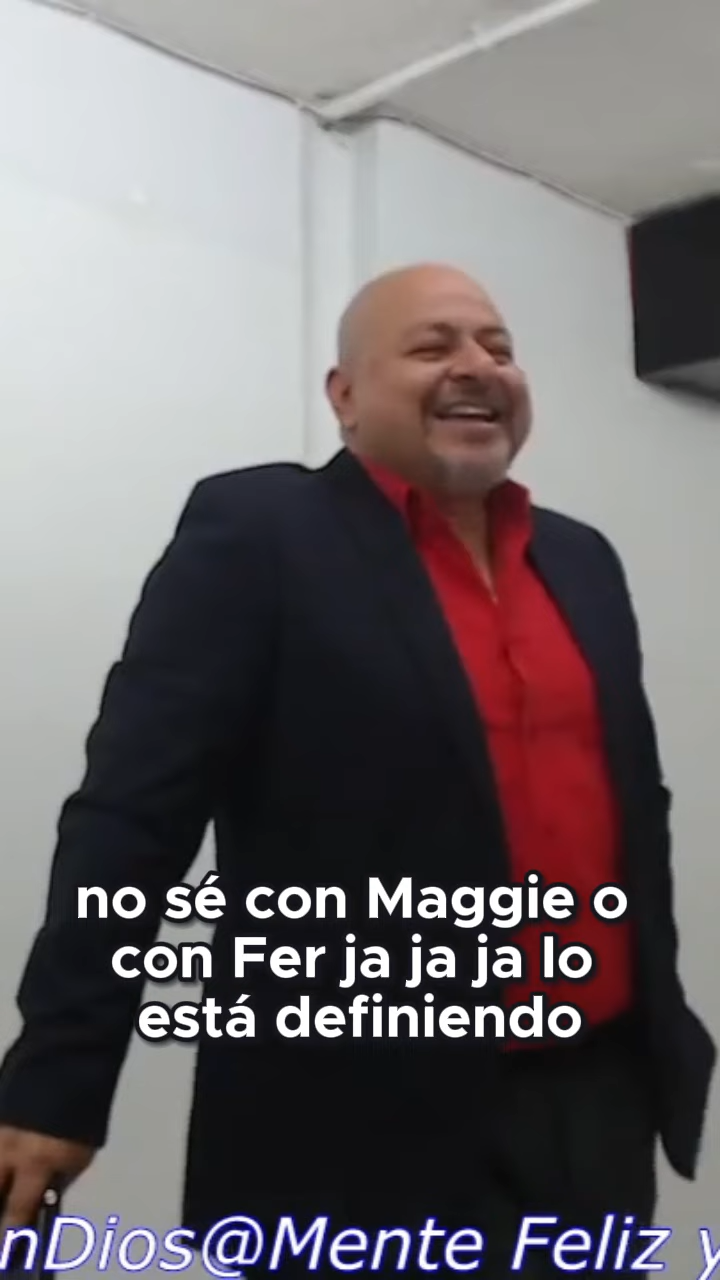 no sé con Maggie o
con Fer ja ja ja lo
está definiendo
nDios@Mente Feliz y